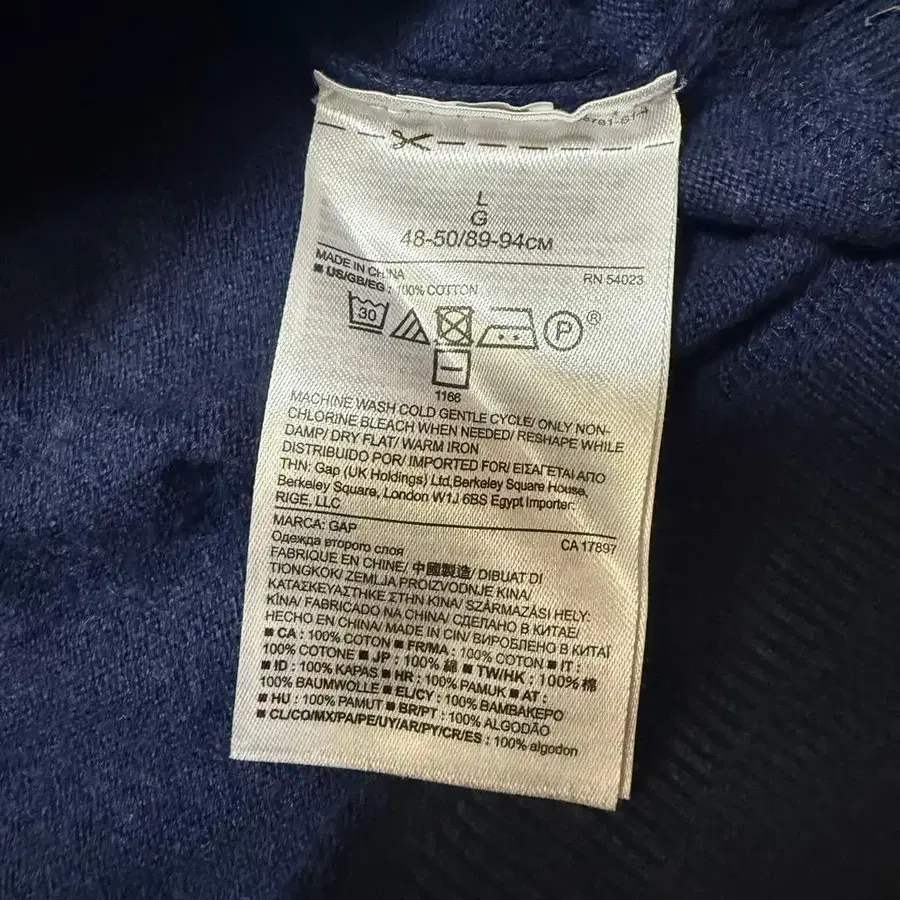 L
G
48-50/89-94CM
MADE IN CHINA
RN 54023
■ US/GB/EG : 100% COTTON
30
P®
1166
MACHINE WASH COLD GENTLE CYCLE/ ONLY NON-
CHLORINE BLEACH WHEN NEEDED/ RESHAPE WHILE
DAMP/ DRY FLAT/ WARM IRON
DISTRIBUIDO POR/ IMPORTED FOR/ ΕΙΣΑΓΕΤΑΙ ΑΠΟ
THN: Gap (UK Holdings) Ltd,Berkeley Square House,
Berkeley Square, London W1J 6BS Egypt Importer:
RIGE, LLC
MARCA: GAP
CA 17897
Одежда второго слоя
FABRIQUE EN CHINE/ 中國製造/ DIBUAT DI
TIONGKOK/ ZEMLJA PROIZVODNJE KINA/
ΚΑΤΑΣΚΕΥΑΣΤΗΚΕ ΣΤΗΝ ΚΙΝΑ/ SZÁRMAZÁSI HELY:
KÍNA/ FABRICADO NA CHINA/ СДЕЛАНО В КИТАЕ/
HECHO EN CHINA/ MADE IN CIN/ ВИРОБЛЕНО В КИТАЇ
■ CA : 100% COTON ■ FR/MA : 100% COTON ■ IT :
100% COTONE ■ JP : 100% 綿 ■ TW/HK : 100% 棉
■ ID : 100% KAPAS ■ HR : 100% PAMUK ■ AT :
100% BAUMWOLLE ■ EL/CY : 100% ΒΑΜΒΑΚΕΡΟ
■ HU : 100% PAMUT ■ BR/PT : 100% ALGODÃO
■ CL/CO/MX/PA/PE/UY/AR/PY/CR/ES : 100% algodon